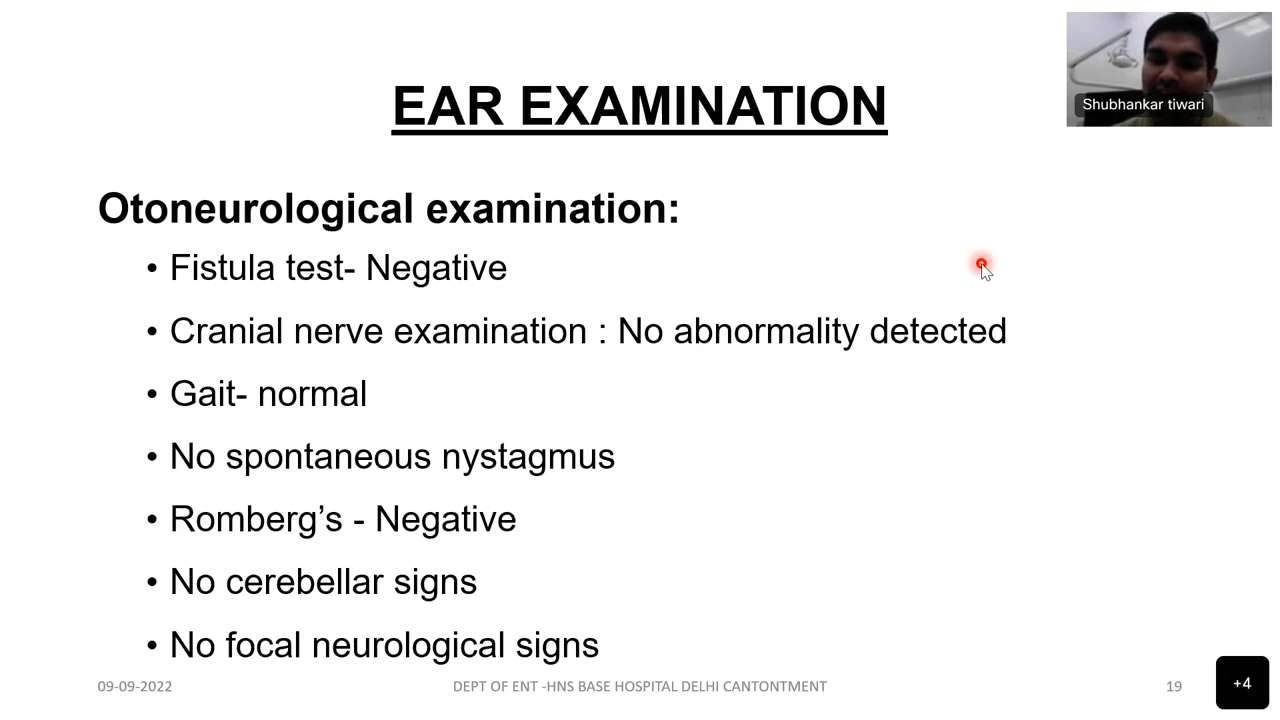 Shubhankar tiwari
EAR EXAMINATION
Otoneurological examination:
• Fistula test- Negative
• Cranial nerve examination : No abnormality detected
• Gait- normal
• No spontaneous nystagmus
• Romberg’s - Negative
• No cerebellar signs
• No focal neurological signs
09-09-2022
DEPT OF ENT -HNS BASE HOSPITAL DELHI CANTONTMENT
19
+4